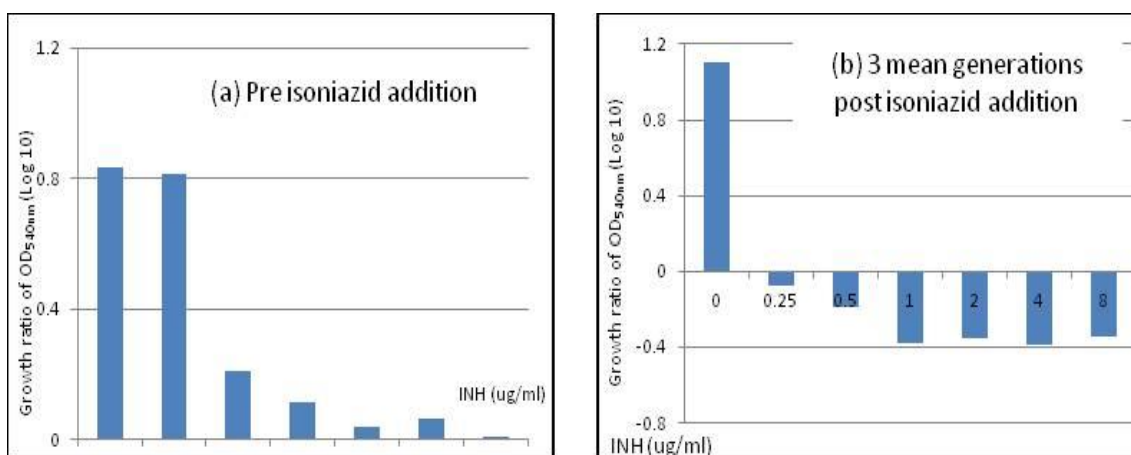 1.2
(a) Pre isoniazid addition
0.8
0.4
0
INH (ug/ml)
Growth ratio of OD540nm (Log 10)
1.2
(b) 3 mean generations
post isoniazid addition
0.8
0.4
0
0 0.25 0.5 1 2 4 8
-0.4
-0.8
Growth ratio of OD540nm (Log 10)
INH (ug/ml)